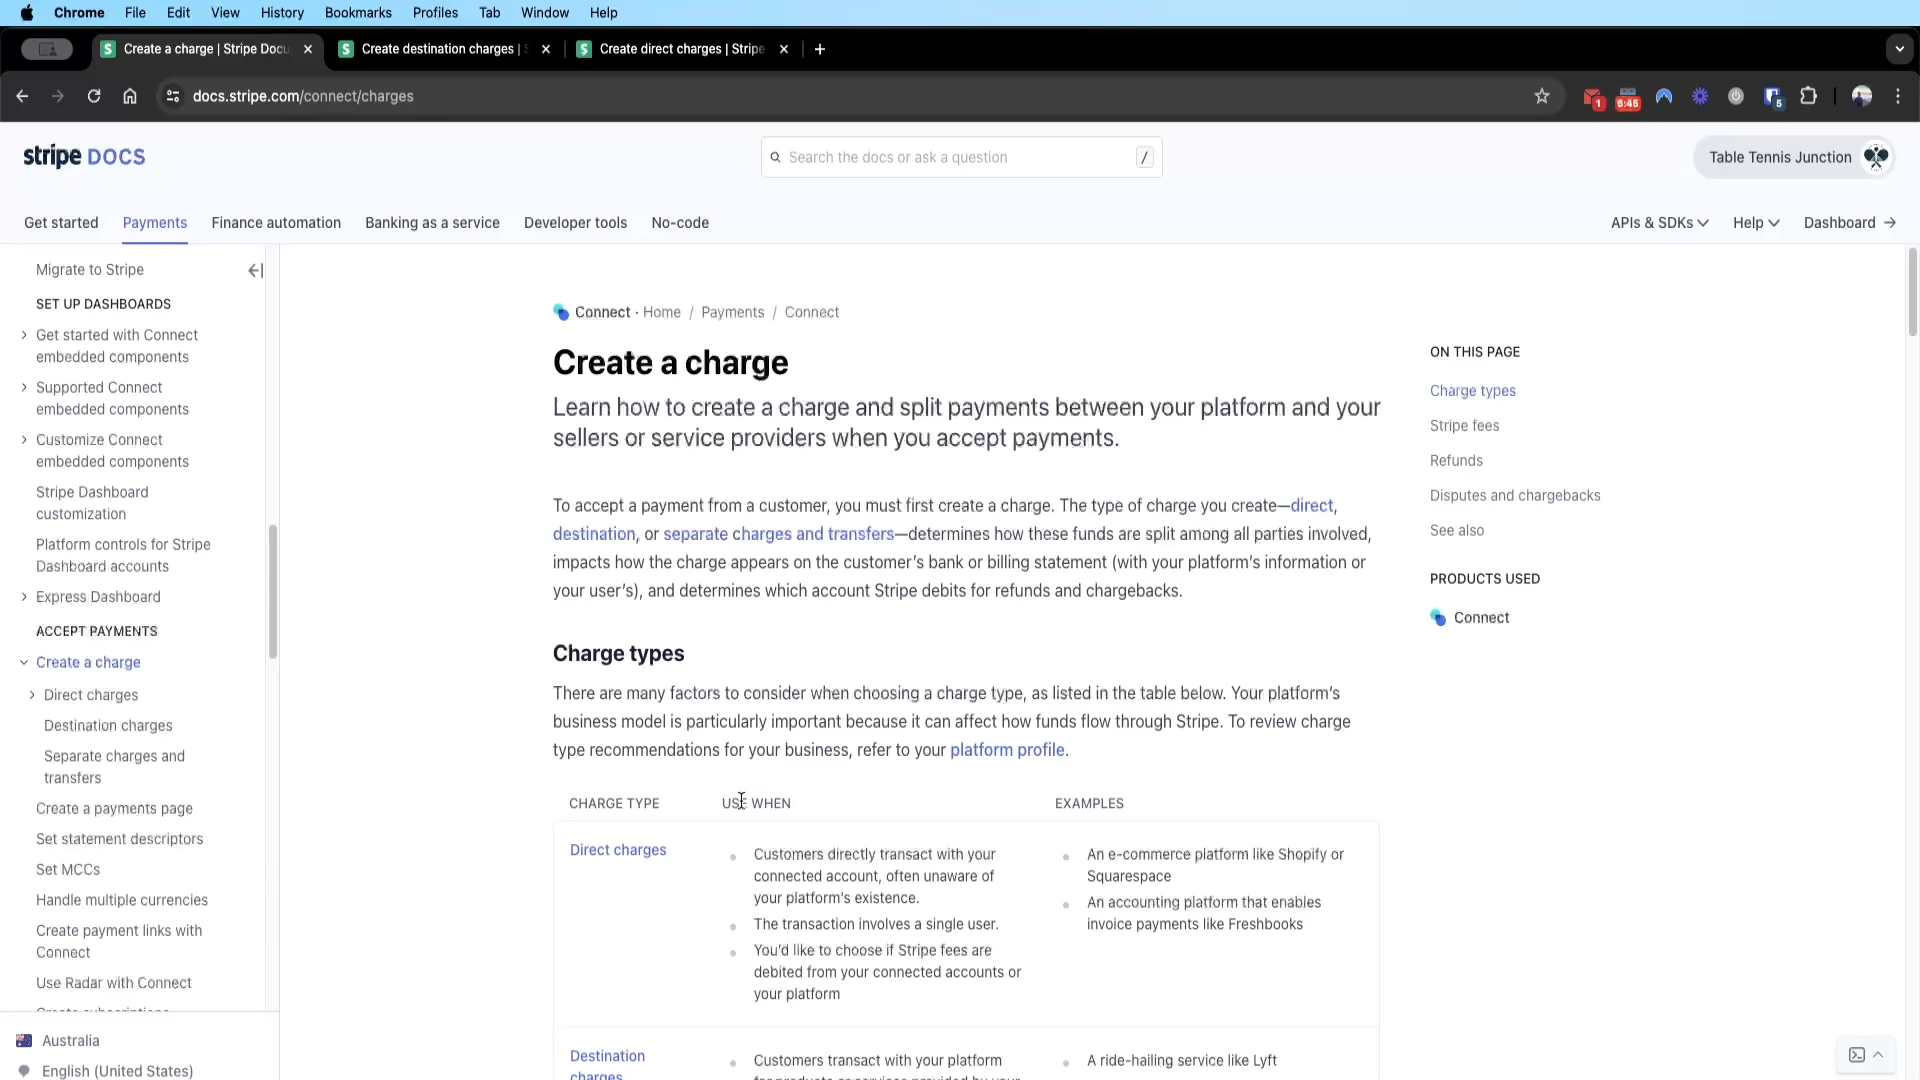 Chrome File Edit View History Bookmarks Profiles Tab Window Help
Create a charge | Stripe Docu
Create destination charges |
Create direct charges | Stripe
docs.stripe.com/connect/charges
1
6:45
5
stripe DOCS
Search the docs or ask a question
/
Table Tennis Junction
Get started Payments Finance automation Banking as a service Developer tools No-code
APIs & SDKs Help Dashboard
Migrate to Stripe
SET UP DASHBOARDS
Get started with Connect
embedded components
Supported Connect
embedded components
Customize Connect
embedded components
Stripe Dashboard
customization
Platform controls for Stripe
Dashboard accounts
Express Dashboard
ACCEPT PAYMENTS
Create a charge
Direct charges
Destination charges
Separate charges and
transfers
Create a payments page
Set statement descriptors
Set MCCs
Handle multiple currencies
Create payment links with
Connect
Use Radar with Connect
Create subscriptions
Australia
English (United States)
Connect · Home / Payments / Connect
Create a charge
Learn how to create a charge and split payments between your platform and your
sellers or service providers when you accept payments.
To accept a payment from a customer, you must first create a charge. The type of charge you create—direct,
destination, or separate charges and transfers—determines how these funds are split among all parties involved,
impacts how the charge appears on the customer's bank or billing statement (with your platform's information or
your user's), and determines which account Stripe debits for refunds and chargebacks.
Charge types
There are many factors to consider when choosing a charge type, as listed in the table below. Your platform's
business model is particularly important because it can affect how funds flow through Stripe. To review charge
type recommendations for your business, refer to your platform profile.
CHARGE TYPE USE WHEN EXAMPLES
Direct charges
Customers directly transact with your
connected account, often unaware of
your platform's existence.
The transaction involves a single user.
You'd like to choose if Stripe fees are
debited from your connected accounts or
your platform
An e-commerce platform like Shopify or
Squarespace
An accounting platform that enables
invoice payments like Freshbooks
Destination
charges
Customers transact with your platform
for products or services provided by your
A ride-hailing service like Lyft
ON THIS PAGE
Charge types
Stripe fees
Refunds
Disputes and chargebacks
See also
PRODUCTS USED
Connect